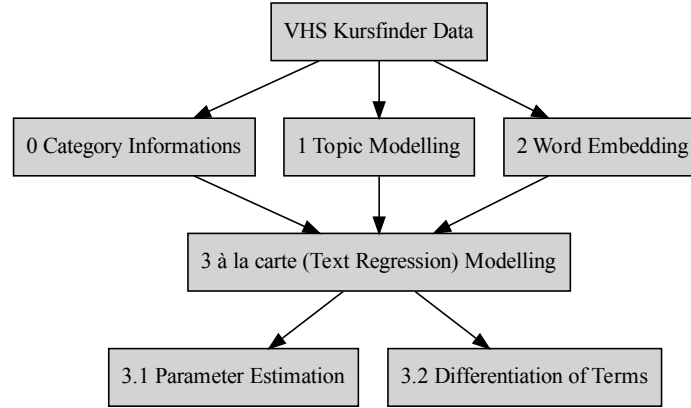 VHS Kursfinder Data
0 Category Informations
1 Topic Modelling
2 Word Embedding
3 à la carte (Text Regression) Modelling
3.1 Parameter Estimation
3.2 Differentiation of Terms